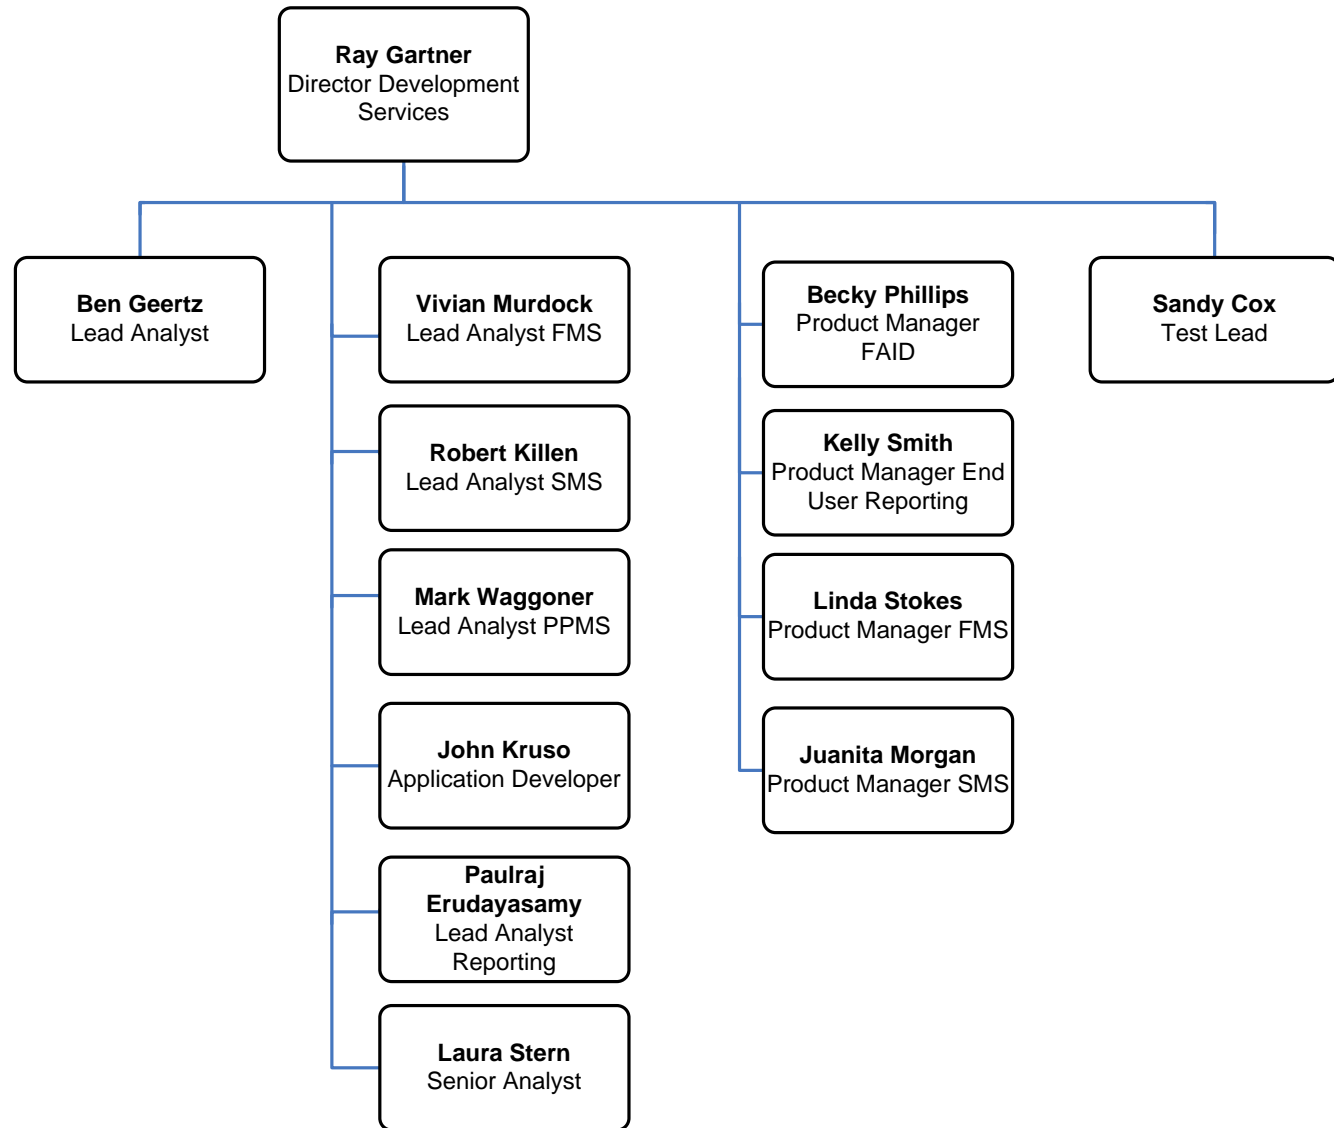 Ray Gartner
Director Development
Services
Ben Geertz
Lead Analyst
Vivian Murdock
Lead Analyst FMS
Robert Killen
Lead Analyst SMS
Mark Waggoner
Lead Analyst PPMS
John Kruso
Application Developer
Paulraj
Erudayasamy
Lead Analyst
Reporting
Laura Stern
Senior Analyst
Becky Phillips
Product Manager
FAID
Kelly Smith
Product Manager End
User Reporting
Linda Stokes
Product Manager FMS
Juanita Morgan
Product Manager SMS
Sandy Cox
Test Lead